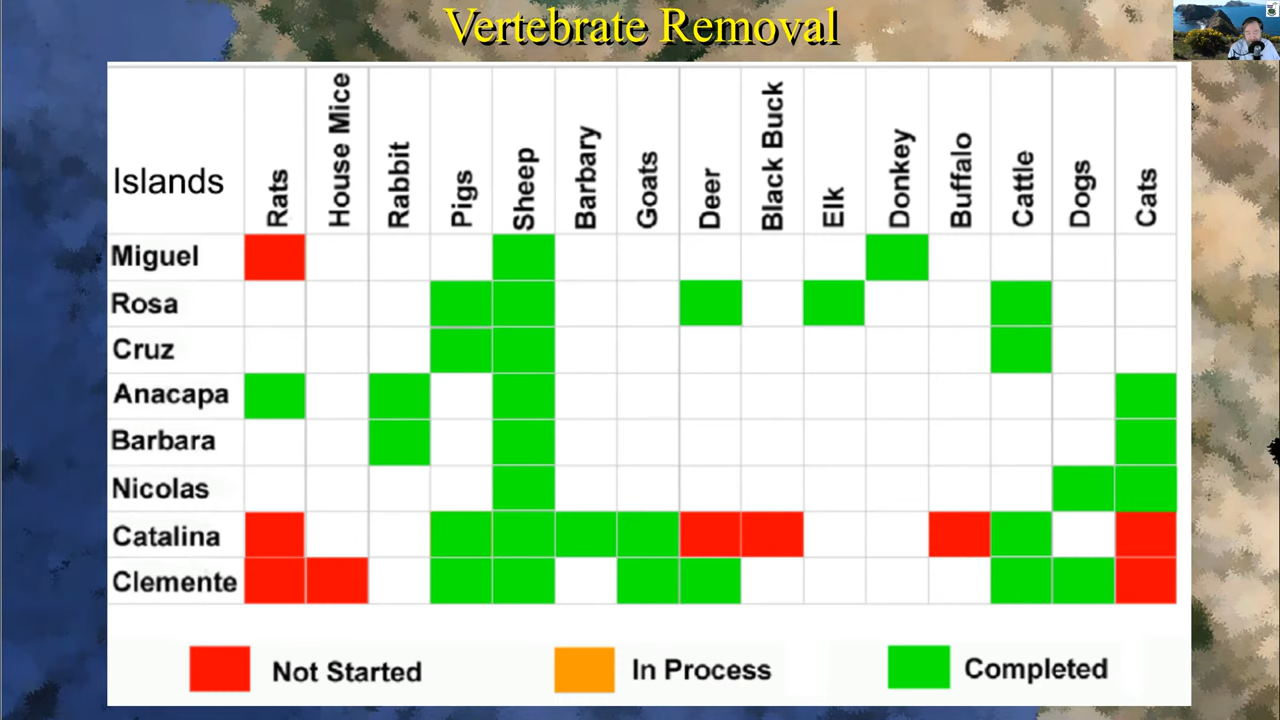 Vertebrate Removal
Islands Rats House Mice Rabbit Pigs Sheep Barbary Goats Deer Black Buck Elk Donkey Buffalo Cattle Dogs Cats
Miguel
Rosa
Cruz
Anacapa
Barbara
Nicolas
Catalina
Clemente
Not Started In Process Completed